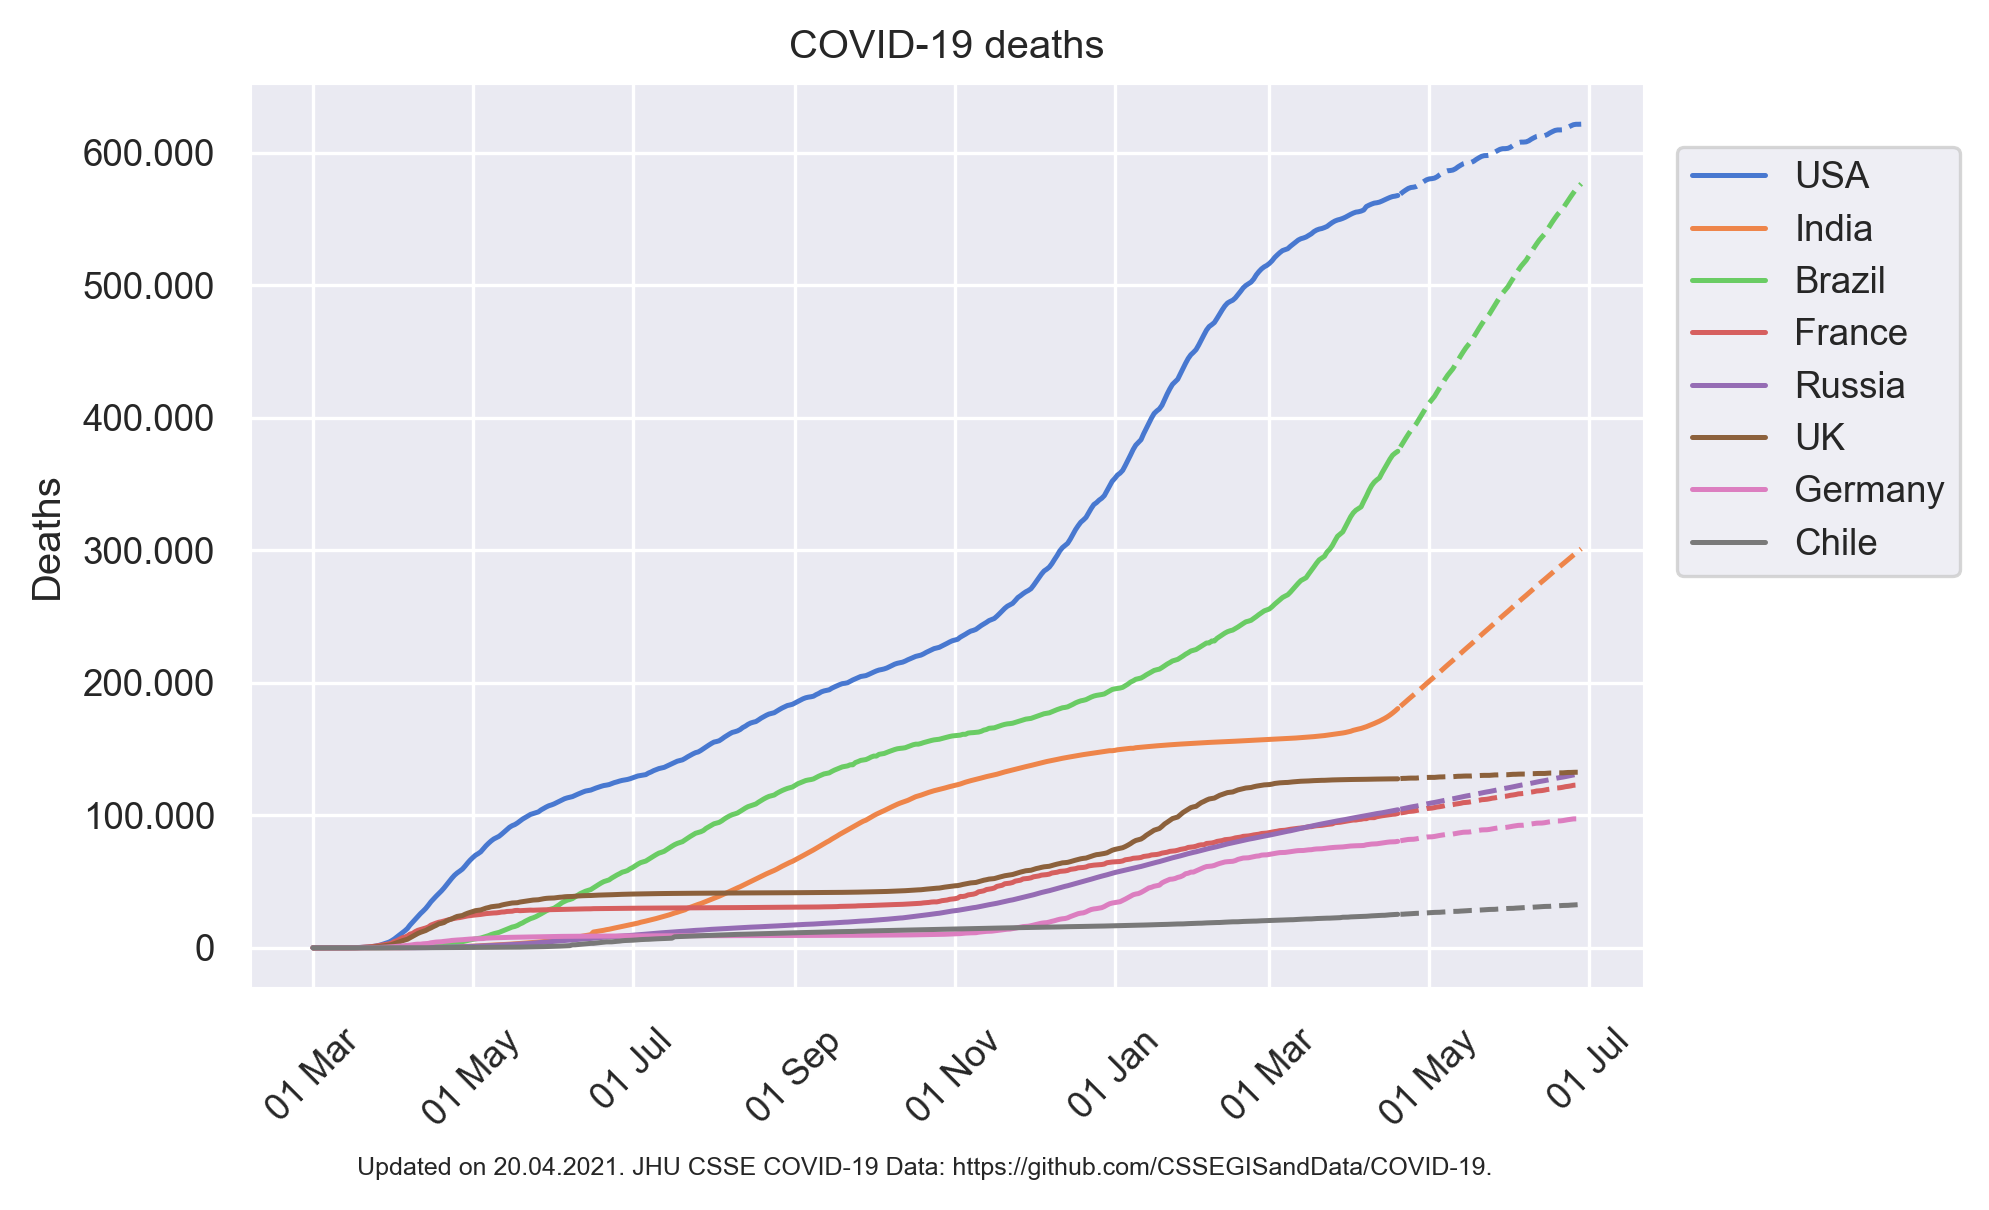 COVID-19 deaths
600.000
500.000
400.000
300.000
200.000
100.000
0
Deaths
01 Mar
01 May
01 Jul
01 Sep
01 Nov
01 Jan
01 Mar
01 May
01 Jul
USA
India
Brazil
France
Russia
UK
Germany
Chile
Updated on 20.04.2021. JHU CSSE COVID-19 Data: https://github.com/CSSEGISandData/COVID-19.